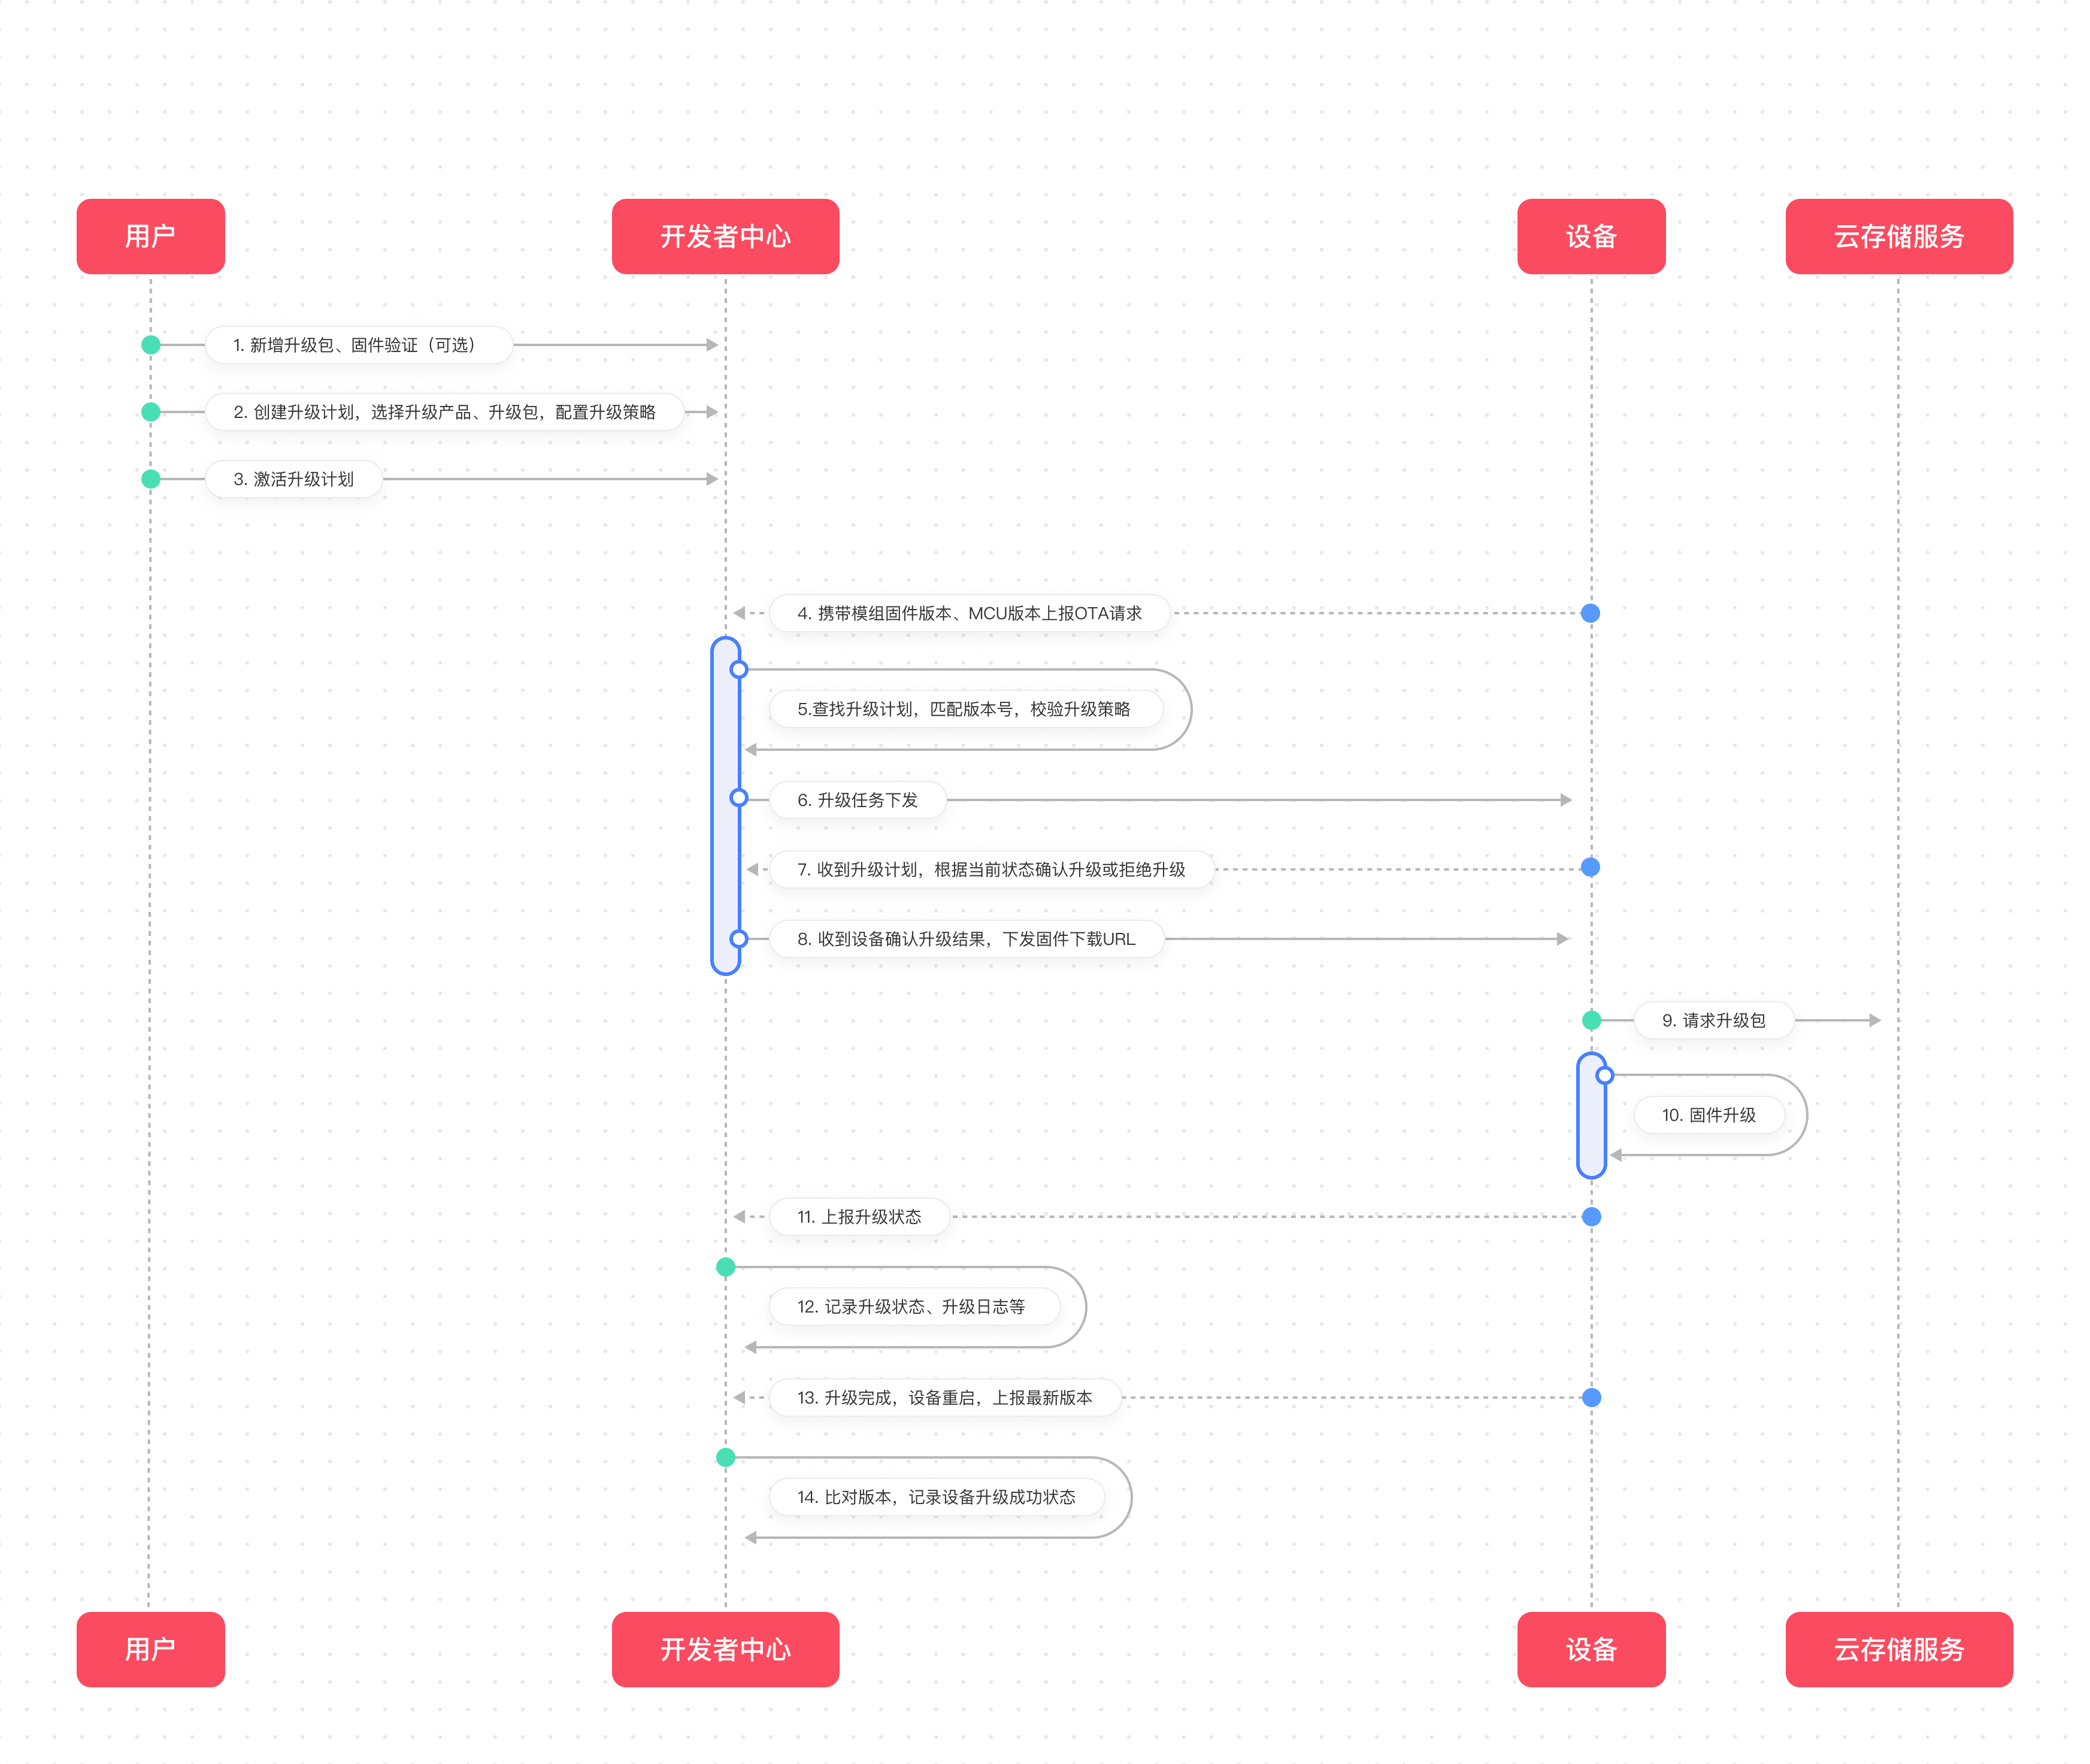 用户
开发者中心
设备
云存储服务
1. 新增升级包、固件验证（可选）
2. 创建升级计划，选择升级产品、升级包，配置升级策略
3. 激活升级计划
4. 携带模组固件版本、MCU版本上报OTA请求
5.查找升级计划，匹配版本号，校验升级策略
6. 升级任务下发
7. 收到升级计划，根据当前状态确认升级或拒绝升级
8. 收到设备确认升级结果，下发固件下载URL
9. 请求升级包
10. 固件升级
11. 上报升级状态
12. 记录升级状态、升级日志等
13. 升级完成，设备重启，上报最新版本
14. 比对版本，记录设备升级成功状态
用户
开发者中心
设备
云存储服务